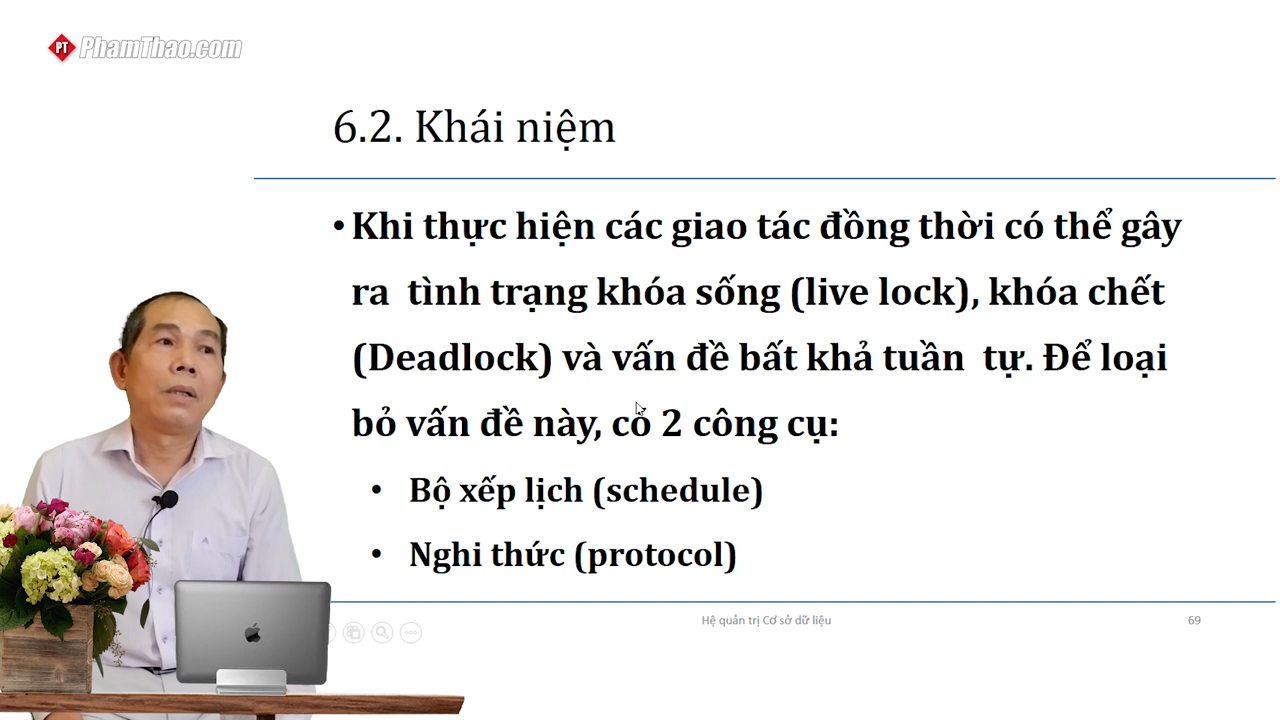 PT PhamThao.com
6.2. Khái niệm
• Khi thực hiện các giao tác đồng thời có thể gây
ra tình trạng khóa sống (live lock), khóa chết
(Deadlock) và vấn đề bất khả tuần tự. Để loại
bỏ vấn đề này, có 2 công cụ:
• Bộ xếp lịch (schedule)
• Nghi thức (protocol)
Hệ quản trị Cơ sở dữ liệu 69